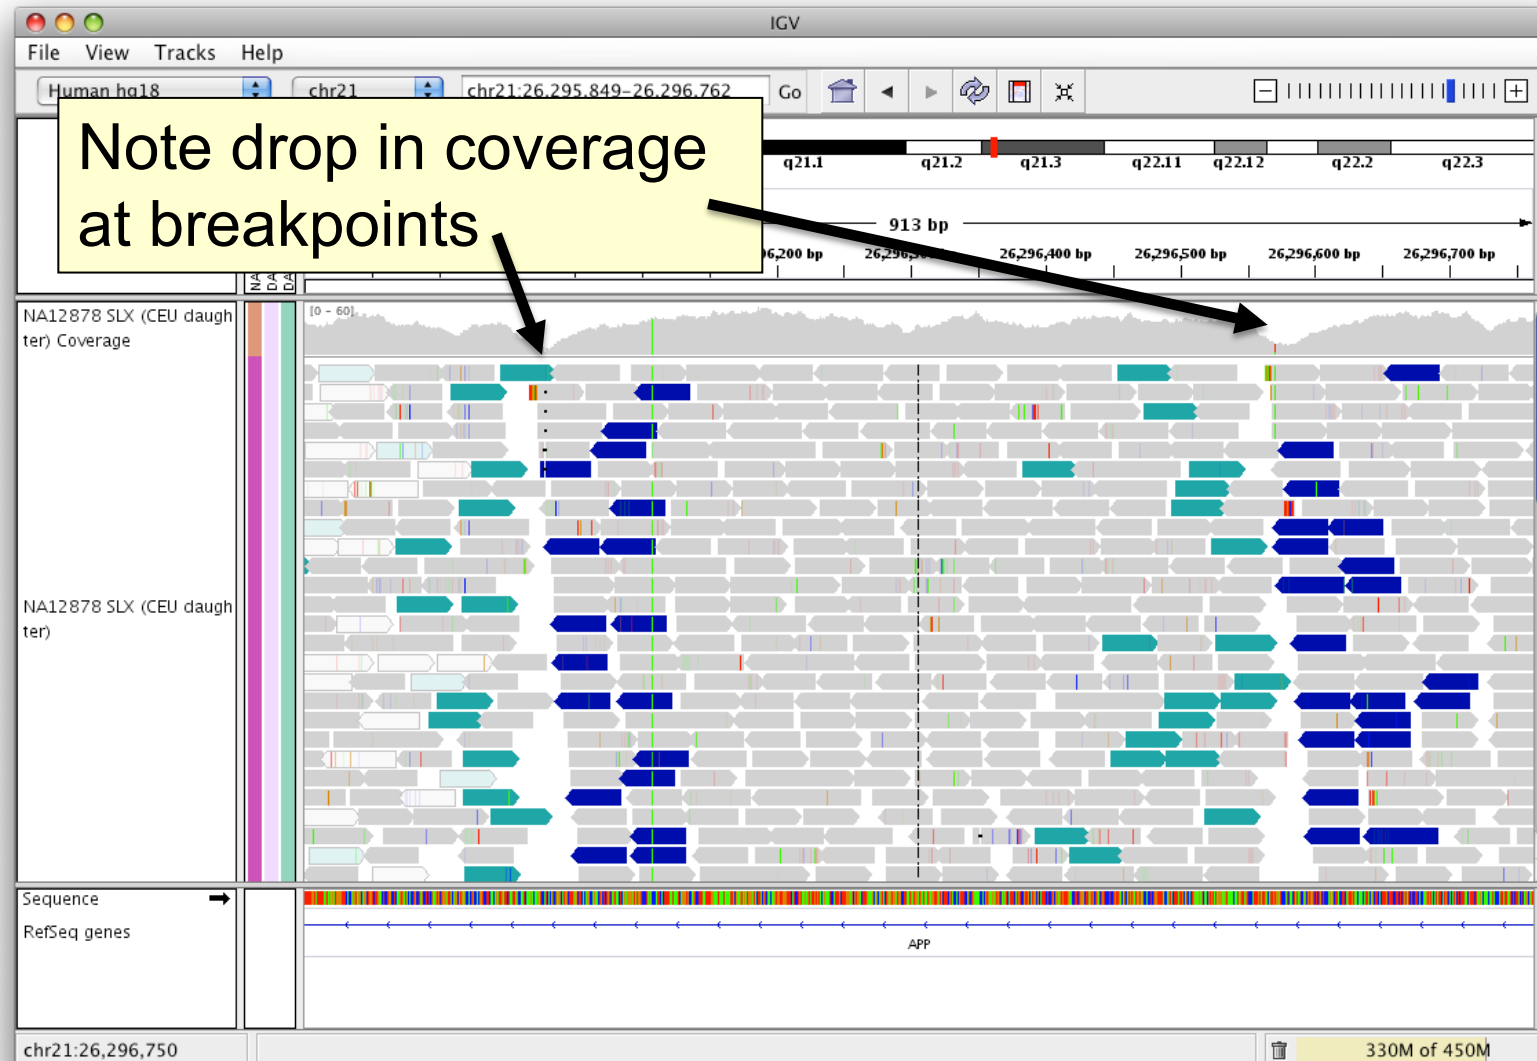 IGV
File View Tracks Help
Human hg18 chr21 chr21:26,295,849-26,296,762 Go
Note drop in coverage
at breakpoints
q21.1 q21.2 q21.3 q22.11 q22.12 q22.2 q22.3
913 bp
26,296,400 bp 26,296,500 bp 26,296,600 bp 26,296,700 bp
NA
DA
DA
NA12878 SLX (CEU daugh
ter) Coverage
[0 - 60]
NA12878 SLX (CEU daugh
ter)
Sequence
RefSeq genes
APP
chr21:26,296,750
330M of 450M